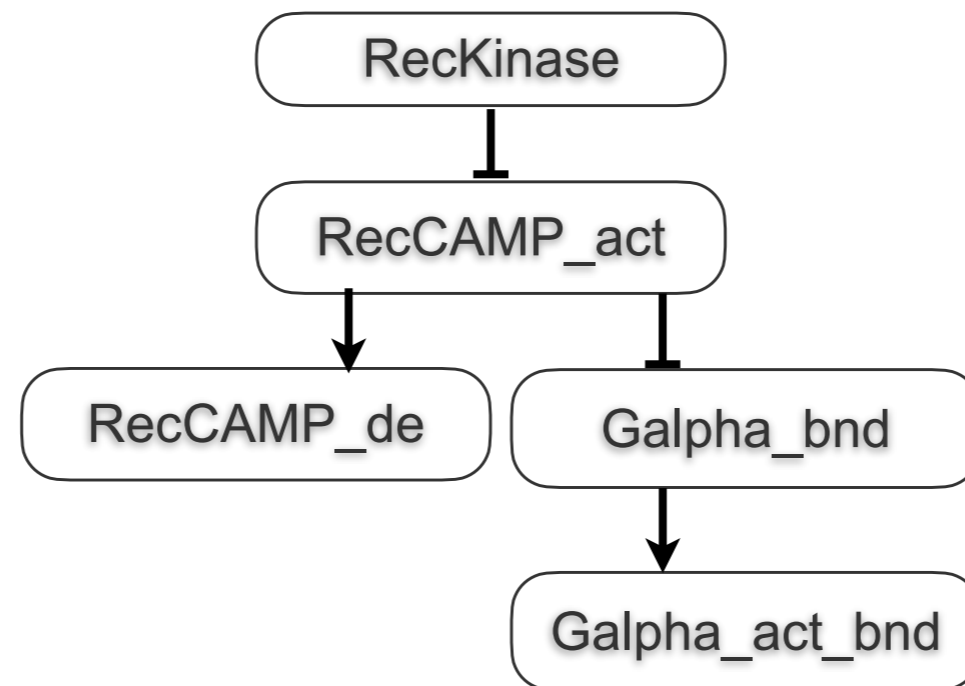 RecKinase
RecCAMP_act
RecCAMP_de
Galpha_bnd
Galpha_act_bnd